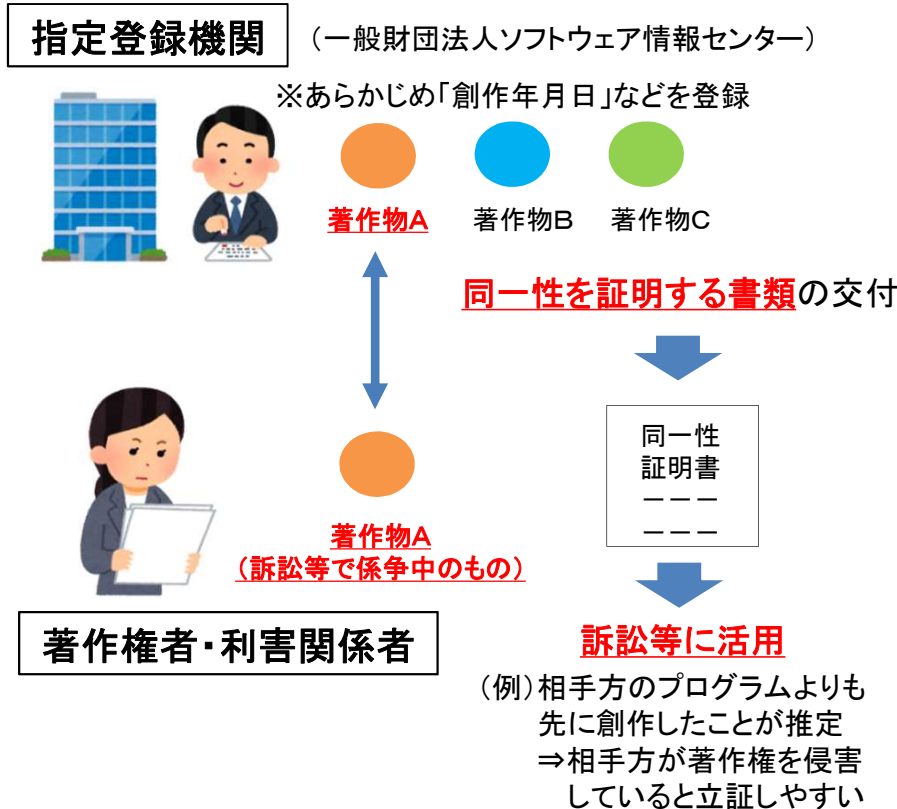 指定登録機関 (一般財団法人ソフトウェア情報センター)
※あらかじめ「創作年月日」などを登録
著作物A 著作物B 著作物C
同一性を証明する書類の交付
同一性
証明書
ーーー
ーーー
著作物A
(訴訟等で係争中のもの)
著作権者・利害関係者
訴訟等に活用
(例)相手方のプログラムよりも
先に創作したことが推定
⇒相手方が著作権を侵害
していると立証しやすい